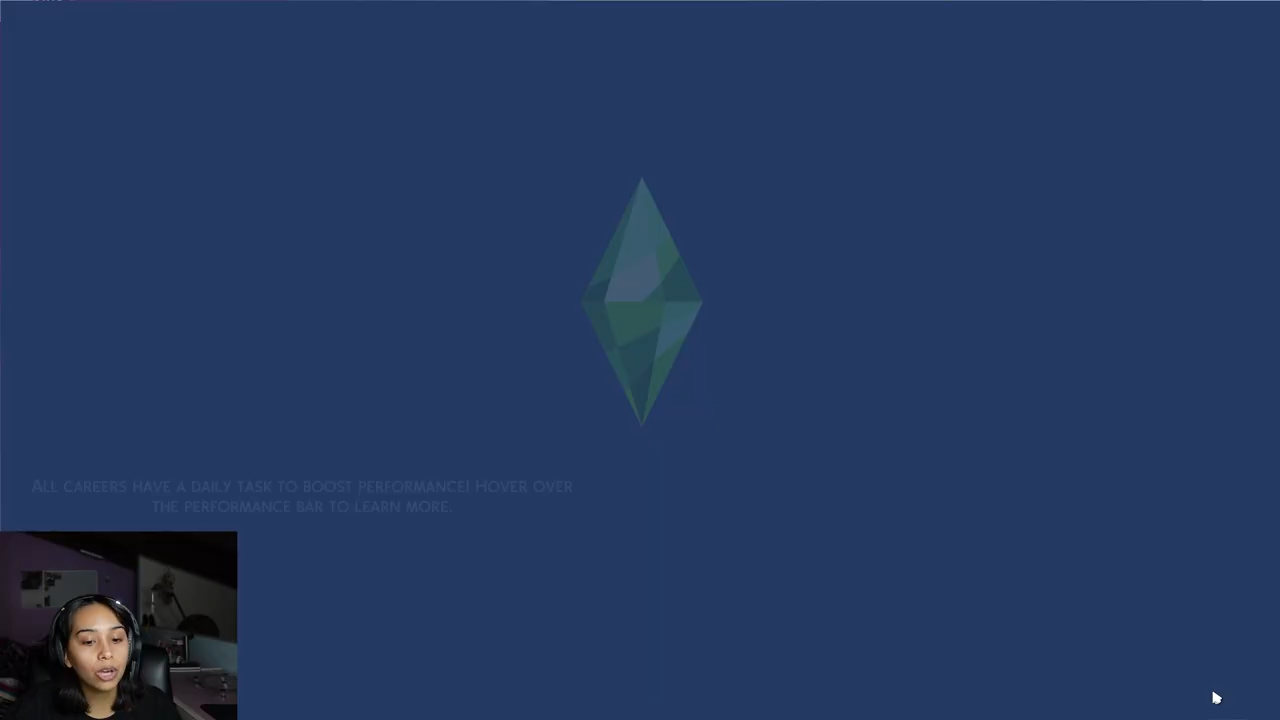 All careers have a daily task to boost performance! Hover over
the performance bar to learn more.